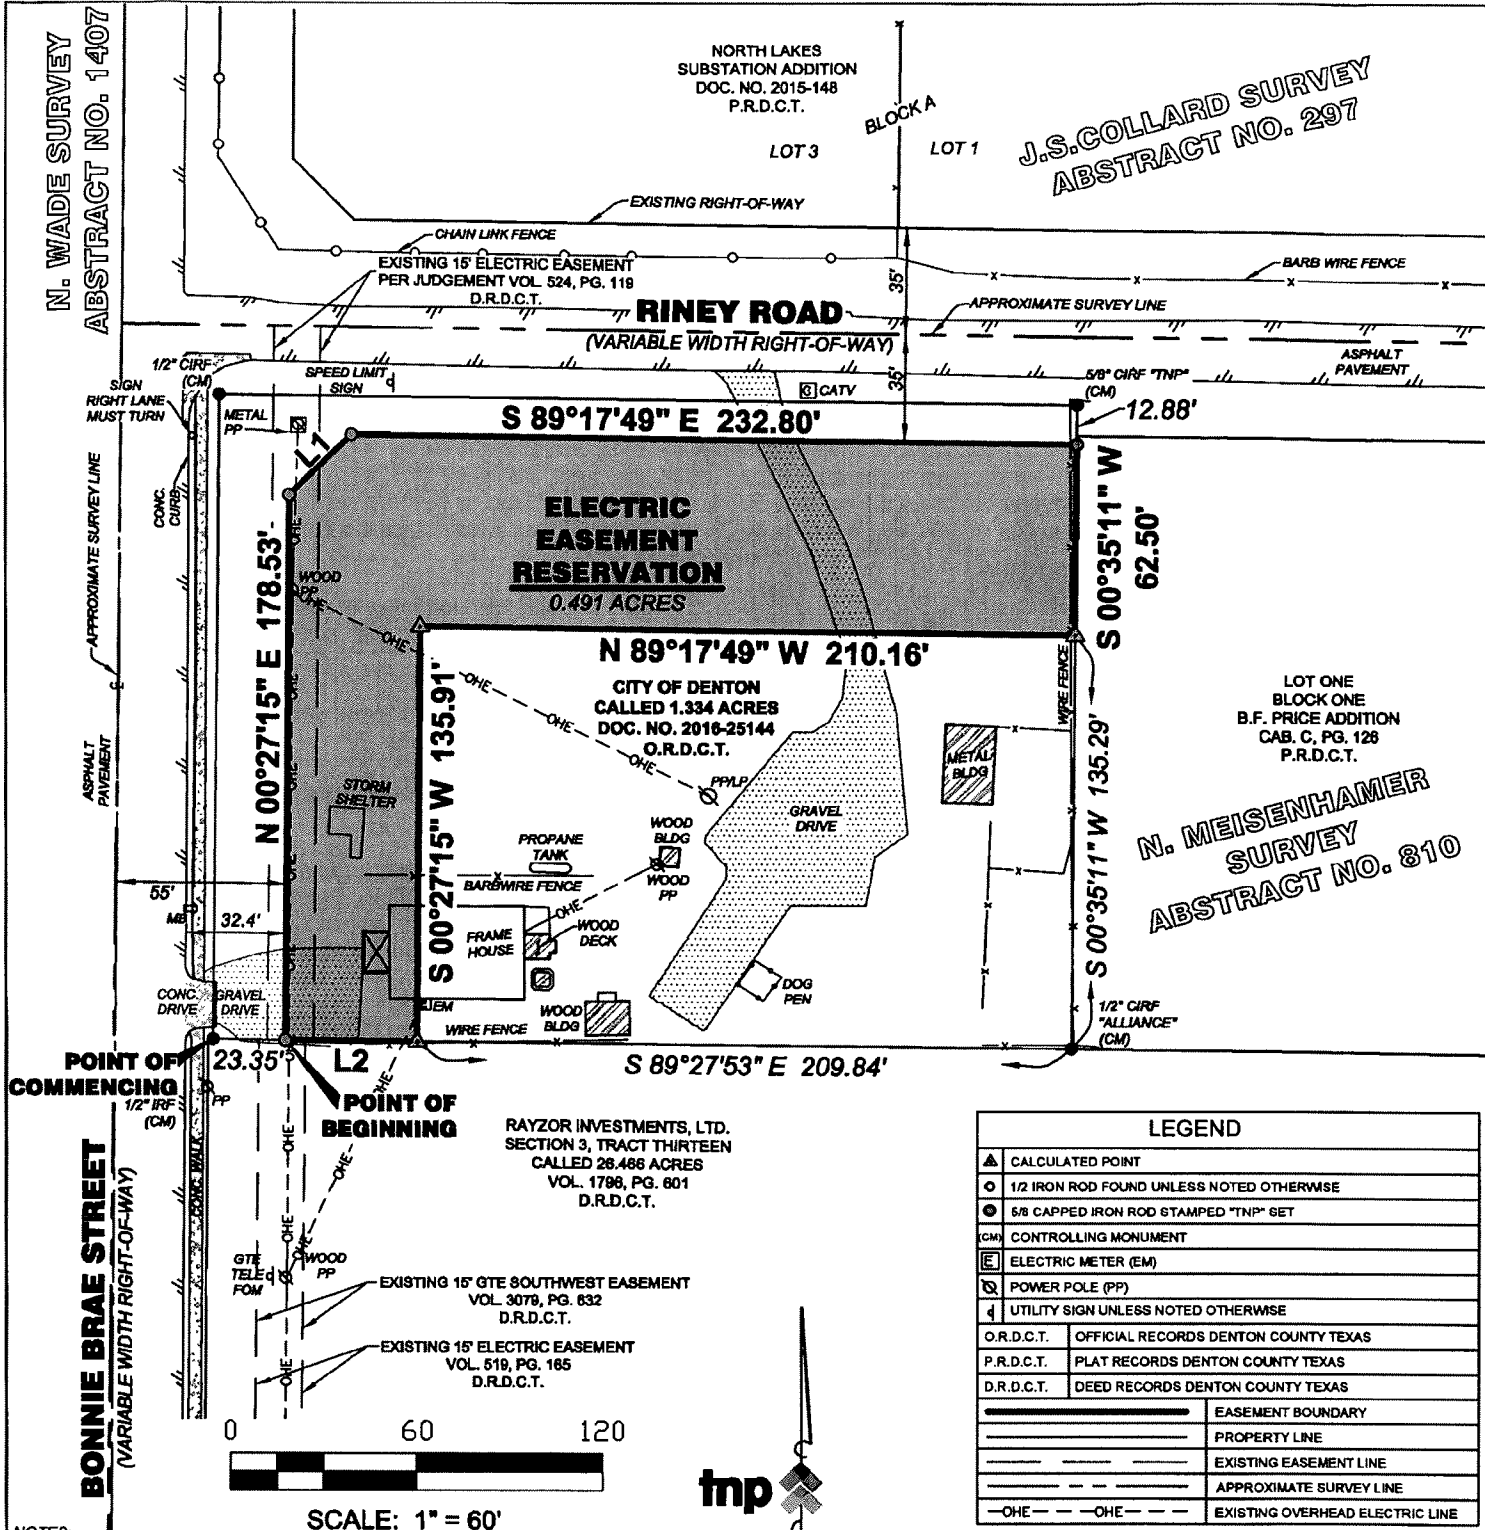 N. WADE SURVEY
ABSTRACT NO. 1407
NORTH LAKES
SUBSTATION ADDITION
DOC. NO. 2015-148
P.R.D.C.T.
BLOCK A
LOT 3
LOT 1
J.S.COLLARD SURVEY
ABSTRACT NO. 297
EXISTING RIGHT-OF-WAY
CHAIN LINK FENCE
EXISTING 15' ELECTRIC EASEMENT
PER JUDGEMENT VOL. 524, PG. 119
D.R.D.C.T.
35'
BARB WIRE FENCE
RINEY ROAD
(VARIABLE WIDTH RIGHT-OF-WAY)
APPROXIMATE SURVEY LINE
ASPHALT
PAVEMENT
1/2" CIRF
(CM)
SIGN
RIGHT LANE
MUST TURN
SPEED LIMIT
SIGN
CATV
35'
5/8" CIRF "TNP"
(CM)
12.88'
METAL
PP
L1
S 89°17'49" E 232.80'
APPROXIMATE SURVEY LINE
CONC.
CURB
OHE
ELECTRIC
EASEMENT
RESERVATION
0.491 ACRES
S 00°35'11" W
62.50'
N 00°27'15" E 178.53'
WOOD
PP
OHE
OHE
OHE
OHE
OHE
N 89°17'49" W 210.16'
CITY OF DENTON
CALLED 1.334 ACRES
DOC. NO. 2016-25144
O.R.D.C.T.
WIRE FENCE
LOT ONE
BLOCK ONE
B.F. PRICE ADDITION
CAB. C, PG. 126
P.R.D.C.T.
S 00°27'15" W 135.91'
ASPHALT
PAVEMENT
STORM
SHELTER
PP/LP
METAL
BLDG
S 00°35'11" W 135.29'
GRAVEL
DRIVE
N. MEISENHAMER
SURVEY
ABSTRACT NO. 810
PROPANE
TANK
WOOD
BLDG
WOOD
PP
BARBWIRE FENCE
OHE
55'
MB
32.4'
FRAME
HOUSE
WOOD
DECK
CONC.
DRIVE
GRAVEL
DRIVE
EM
WOOD
BLDG
DOG
PEN
WIRE FENCE
1/2" CIRF
"ALLIANCE"
(CM)
POINT OF
COMMENCING
1/2" IRF
(CM)
23.35'
L2
S 89°27'53" E 209.84'
PP
OHE
POINT OF
BEGINNING
CONC. WALK
OHE
OHE
RAYZOR INVESTMENTS, LTD.
SECTION 3, TRACT THIRTEEN
CALLED 26.466 ACRES
VOL. 1796, PG. 601
D.R.D.C.T.
BONNIE BRAE STREET
(VARIABLE WIDTH RIGHT-OF-WAY)
OHE
OHE
GTE
TELE
FOM
WOOD
PP
EXISTING 15' GTE SOUTHWEST EASEMENT
VOL. 3079, PG. 632
D.R.D.C.T.
EXISTING 15' ELECTRIC EASEMENT
VOL. 519, PG. 165
D.R.D.C.T.
OHE
0 60 120
SCALE: 1" = 60'
tnp
LEGEND
CALCULATED POINT
1/2 IRON ROD FOUND UNLESS NOTED OTHERWISE
5/8 CAPPED IRON ROD STAMPED "TNP" SET
(CM) CONTROLLING MONUMENT
E ELECTRIC METER (EM)
POWER POLE (PP)
UTILITY SIGN UNLESS NOTED OTHERWISE
O.R.D.C.T. OFFICIAL RECORDS DENTON COUNTY TEXAS
P.R.D.C.T. PLAT RECORDS DENTON COUNTY TEXAS
D.R.D.C.T. DEED RECORDS DENTON COUNTY TEXAS
EASEMENT BOUNDARY
PROPERTY LINE
EXISTING EASEMENT LINE
APPROXIMATE SURVEY LINE
OHE OHE EXISTING OVERHEAD ELECTRIC LINE